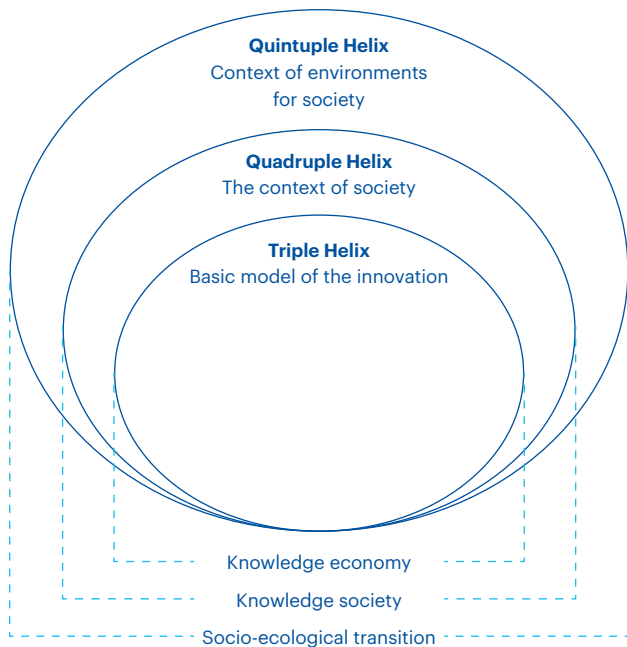 Quintuple Helix
Context of environments
for society
Quadruple Helix
The context of society
Triple Helix
Basic model of the innovation
Knowledge economy
Knowledge society
Socio-ecological transition